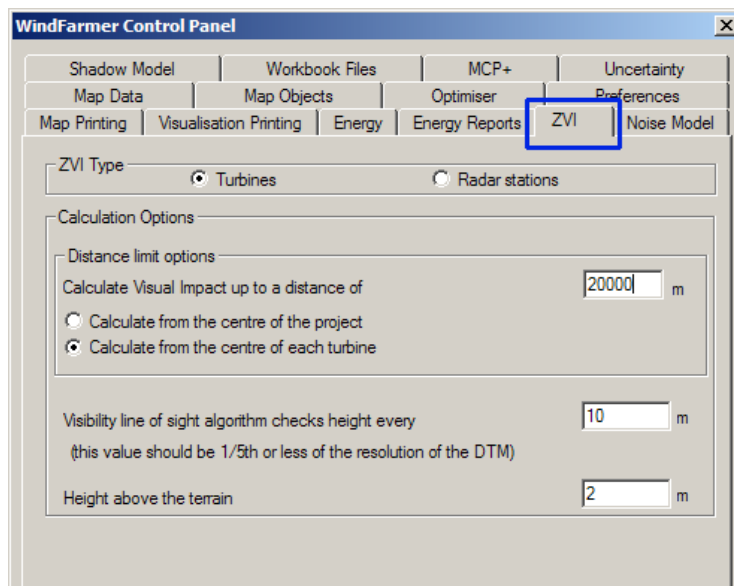 WindFarmer Control Panel
Shadow Model Workbook Files MCP+ Uncertainty
Map Data Map Objects Optimiser Preferences
Map Printing Visualisation Printing Energy Energy Reports ZVI Noise Model
ZVI Type
Turbines Radar stations
Calculation Options
Distance limit options
Calculate Visual Impact up to a distance of 20000 m
Calculate from the centre of the project
Calculate from the centre of each turbine
Visibility line of sight algorithm checks height every 10 m
(this value should be 1/5th or less of the resolution of the DTM)
Height above the terrain 2 m